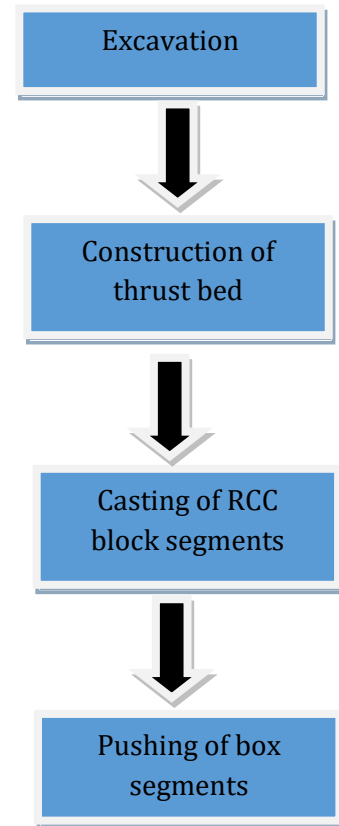 Excavation
Construction of
thrust bed
Casting of RCC
block segments
Pushing of box
segments